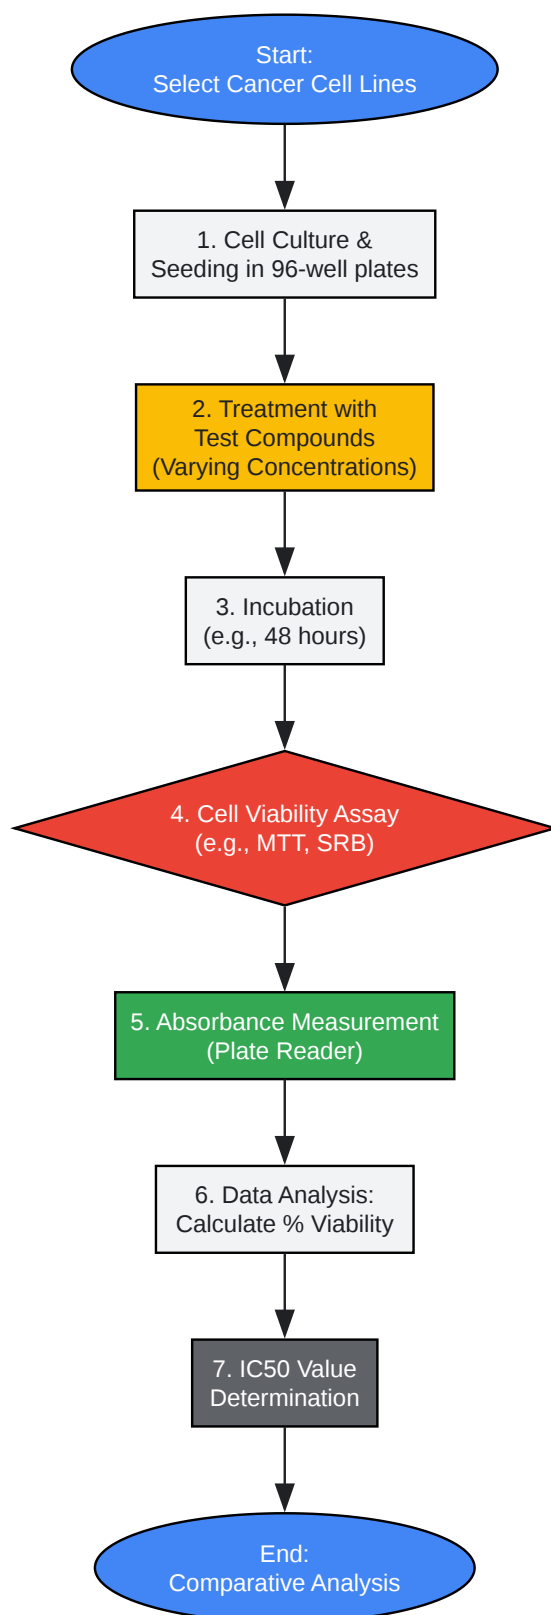 Start:
Select Cancer Cell Lines
1. Cell Culture &
Seeding in 96-well plates
2. Treatment with
Test Compounds
(Varying Concentrations)
3. Incubation
(e.g., 48 hours)
4. Cell Viability Assay
(e.g., MTT, SRB)
5. Absorbance Measurement
(Plate Reader)
6. Data Analysis:
Calculate % Viability
7. IC50 Value
Determination
End:
Comparative Analysis